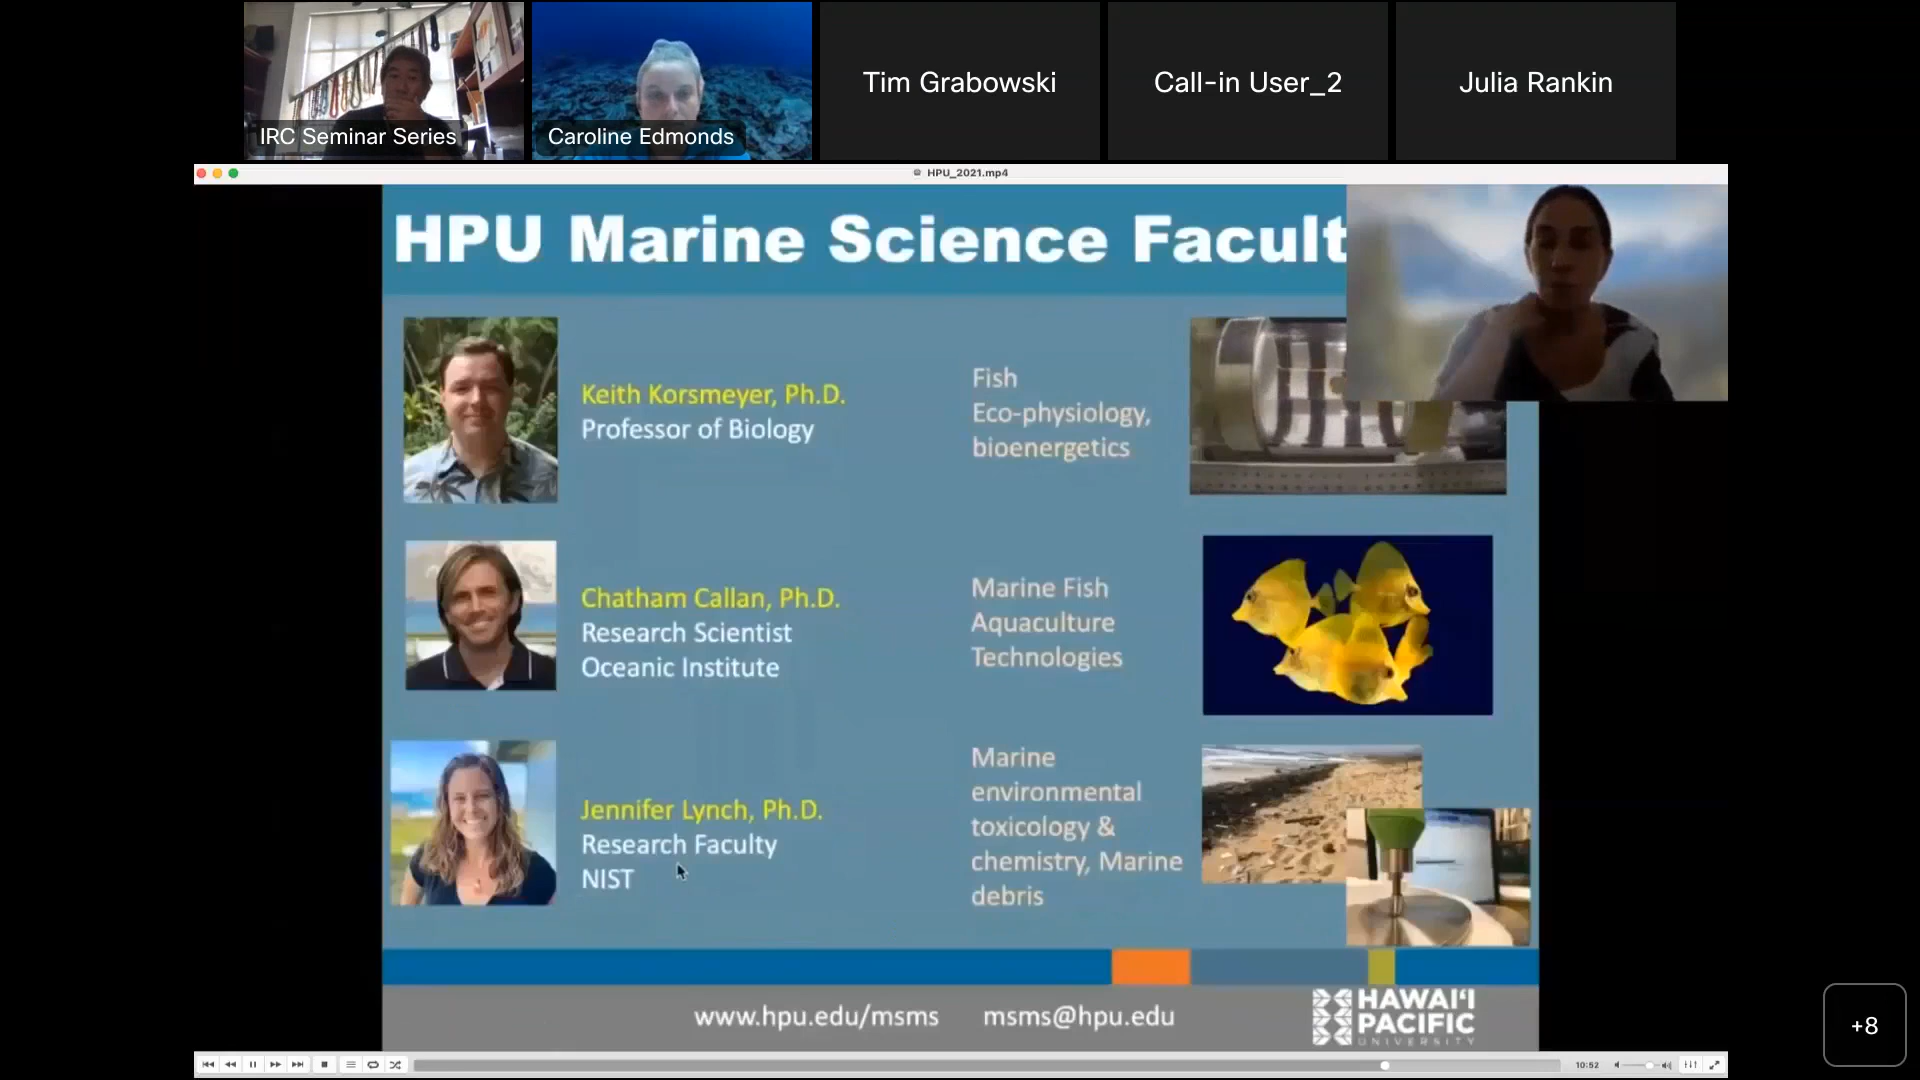 IRC Seminar Series
Caroline Edmonds
Tim Grabowski
Call-in User_2
Julia Rankin
HPU_2021.mp4
HPU Marine Science Facult
Keith Korsmeyer, Ph.D.
Professor of Biology
Fish
Eco-physiology,
bioenergetics
Chatham Callan, Ph.D.
Research Scientist
Oceanic Institute
Marine Fish
Aquaculture
Technologies
Jennifer Lynch, Ph.D.
Research Faculty
NIST
Marine
environmental
toxicology &
chemistry, Marine
debris
www.hpu.edu/msms msms@hpu.edu
HAWAIʻI
PACIFIC
UNIVERSITY
+8
10:52